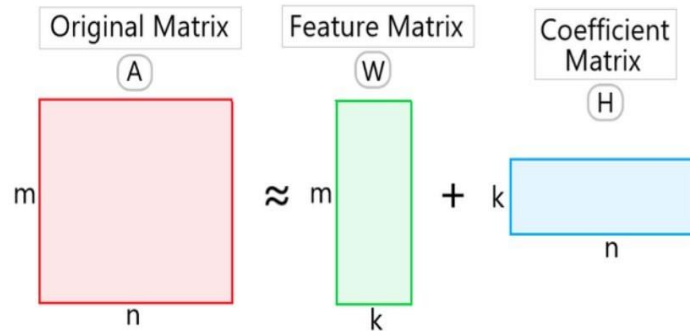 Original Matrix
Feature Matrix
Coefficient
Matrix
A
W
H
m
n
≈
m
k
+
k
n